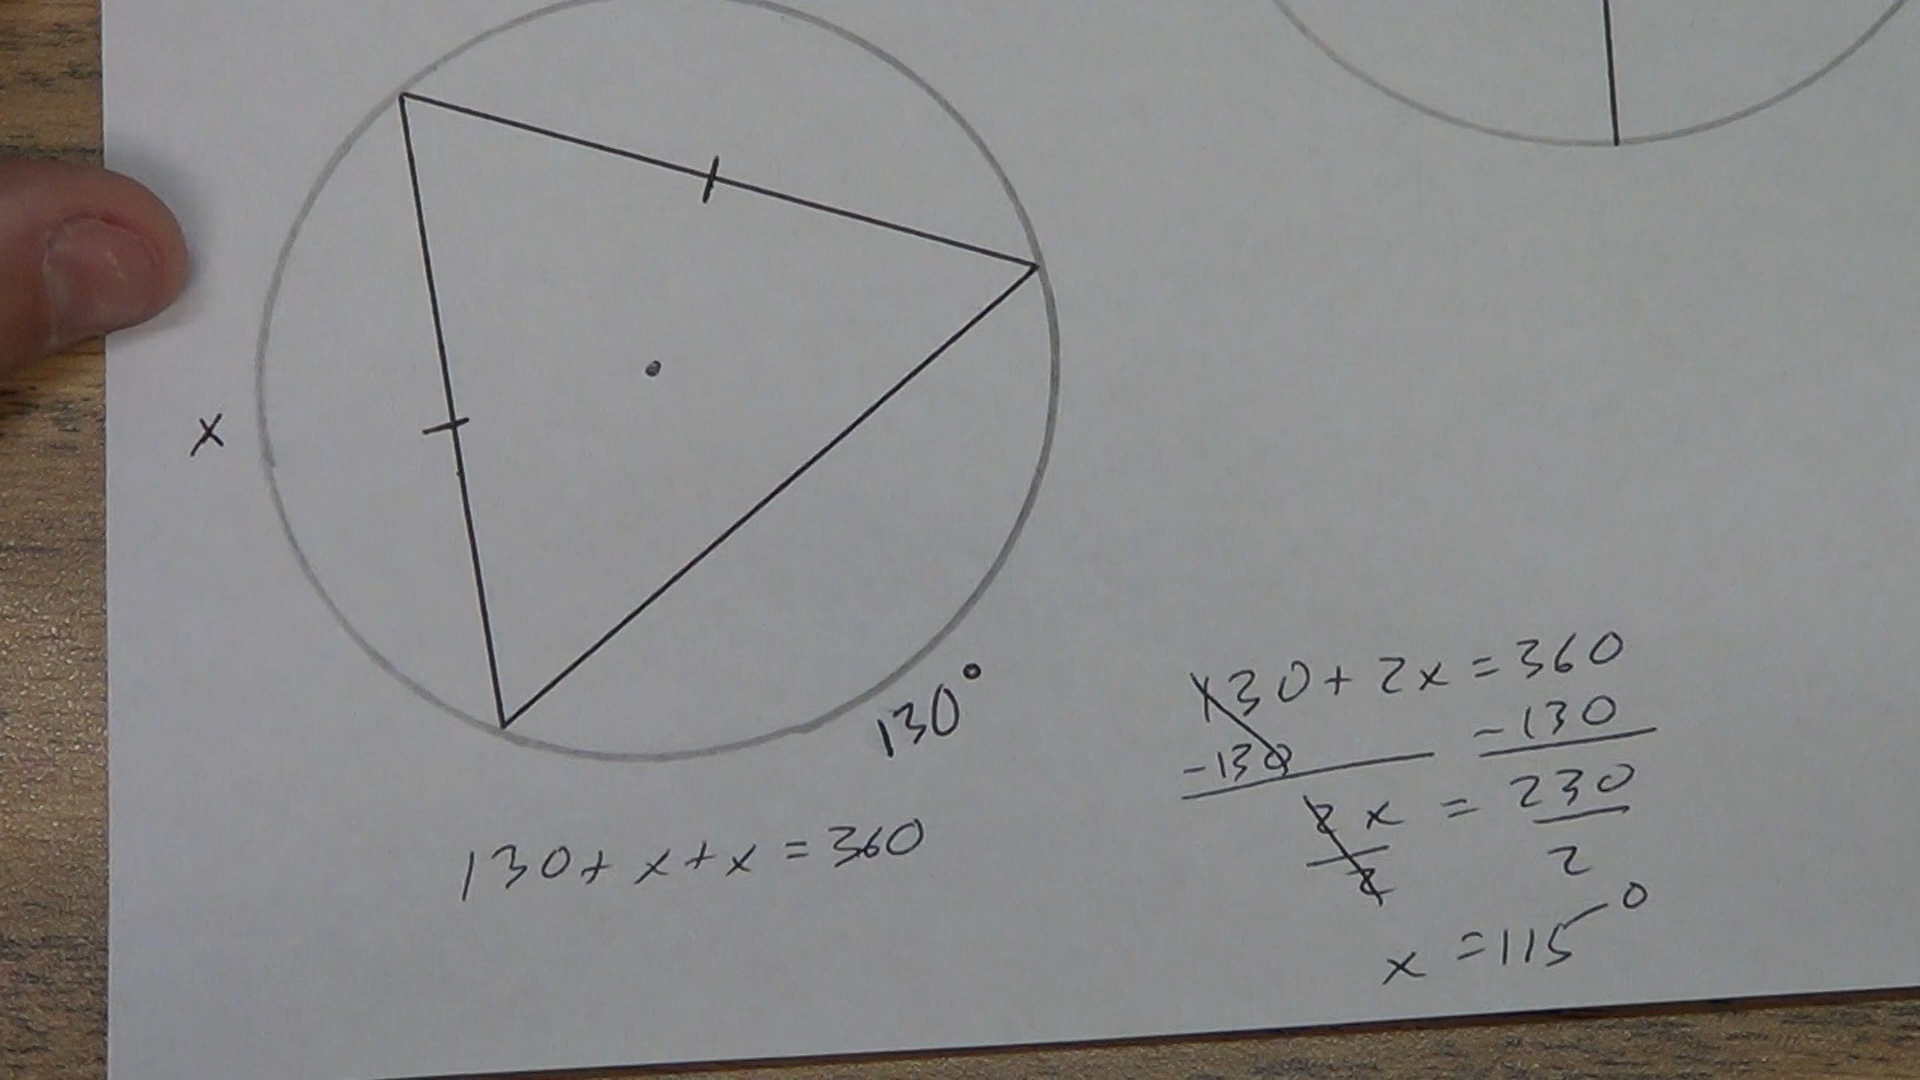 x
130°
130 + x + x = 360
130 + 2x = 360
-130 -130
2x = 230
2 2
x = 115°